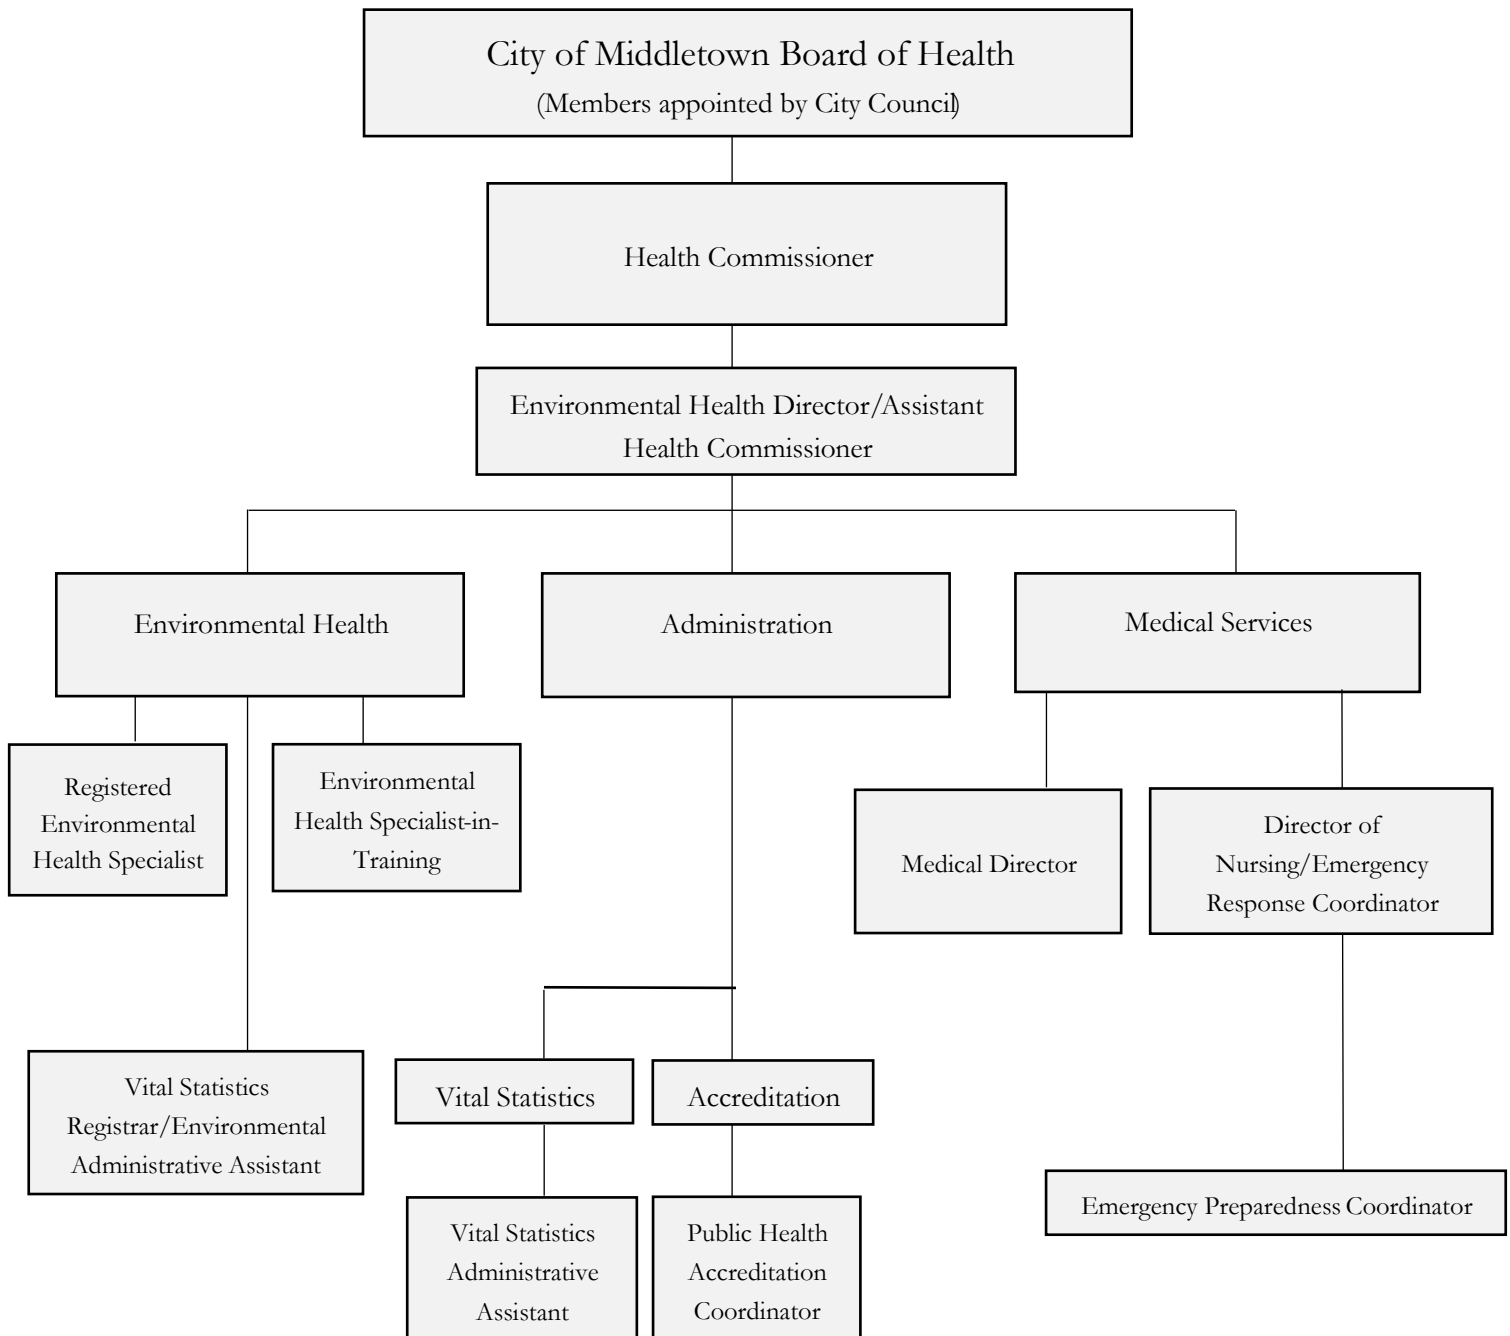 City of Middletown Board of Health
(Members appointed by City Council)
Health Commissioner
Environmental Health Director/Assistant
Health Commissioner
Environmental Health
Administration
Medical Services
Registered
Environmental
Health Specialist
Environmental
Health Specialist-in-
Training
Medical Director
Director of
Nursing/Emergency
Response Coordinator
Vital Statistics
Registrar/Environmental
Administrative Assistant
Vital Statistics
Accreditation
Vital Statistics
Administrative
Assistant
Public Health
Accreditation
Coordinator
Emergency Preparedness Coordinator